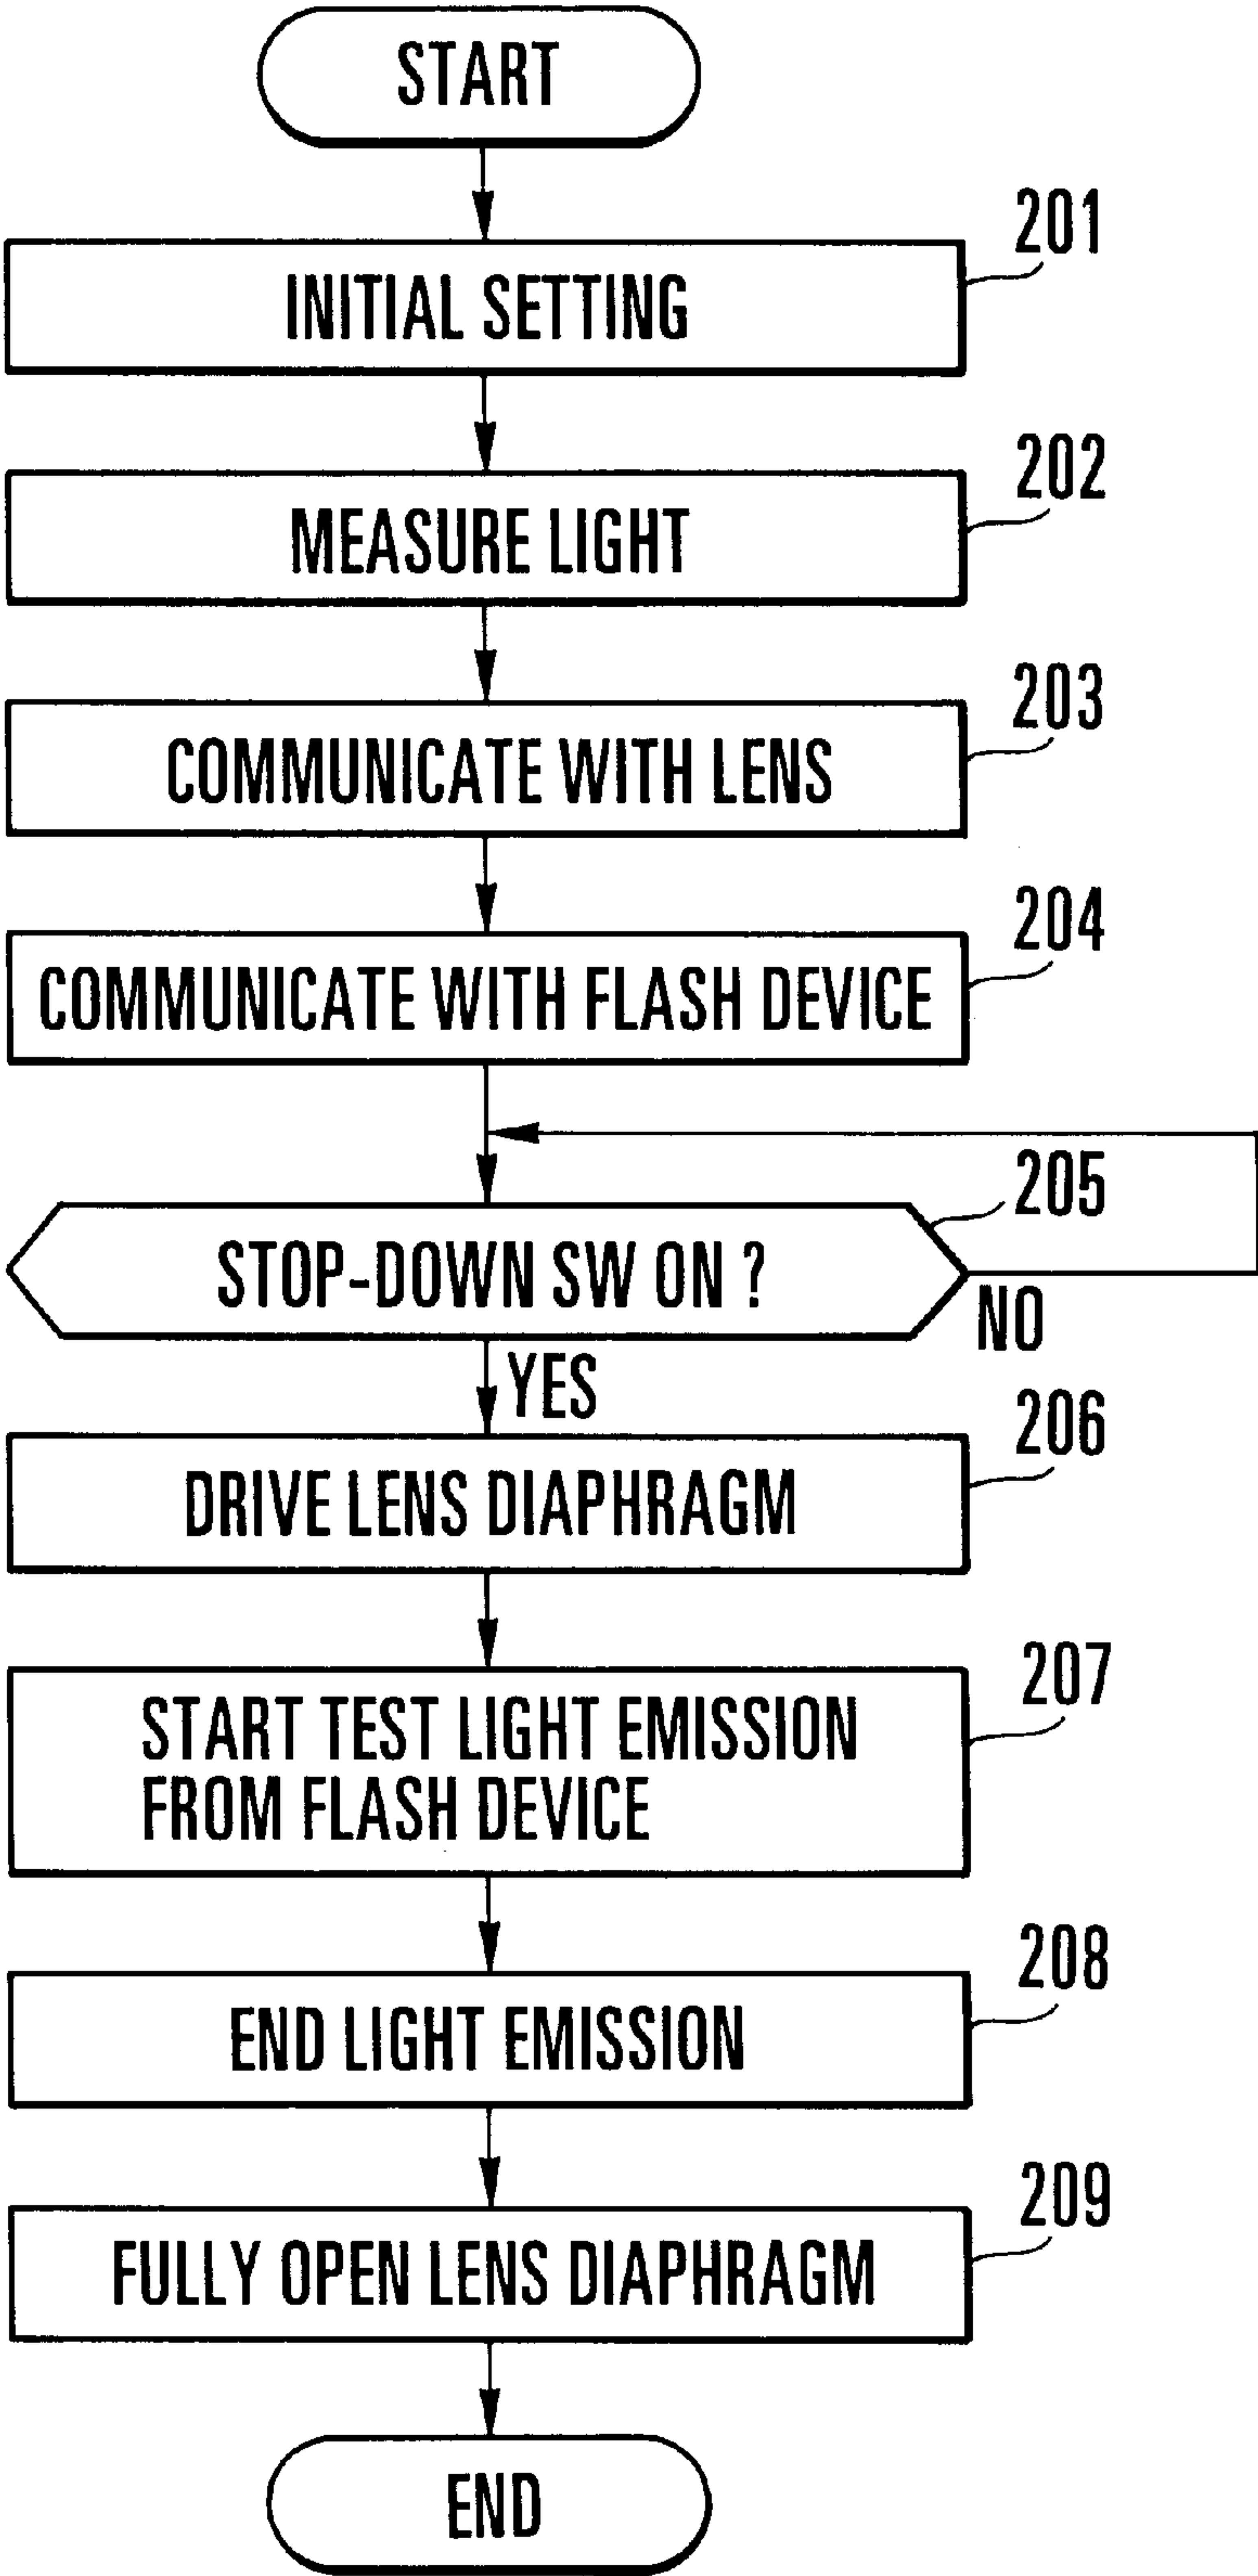 START
201
INITIAL SETTING
202
MEASURE LIGHT
203
COMMUNICATE WITH LENS
204
COMMUNICATE WITH FLASH DEVICE
205
STOP-DOWN SW ON ?
NO
YES
206
DRIVE LENS DIAPHRAGM
207
START TEST LIGHT EMISSION
FROM FLASH DEVICE
208
END LIGHT EMISSION
209
FULLY OPEN LENS DIAPHRAGM
END